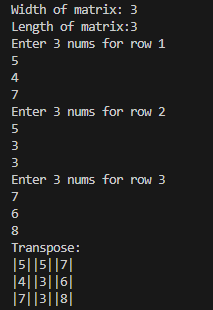 Width of matrix: 3
Length of matrix:3
Enter 3 nums for row 1
5
4
7
Enter 3 nums for row 2
5
3
3
Enter 3 nums for row 3
7
6
8
Transpose:
|5||5||7|
|4||3||6|
|7||3||8|